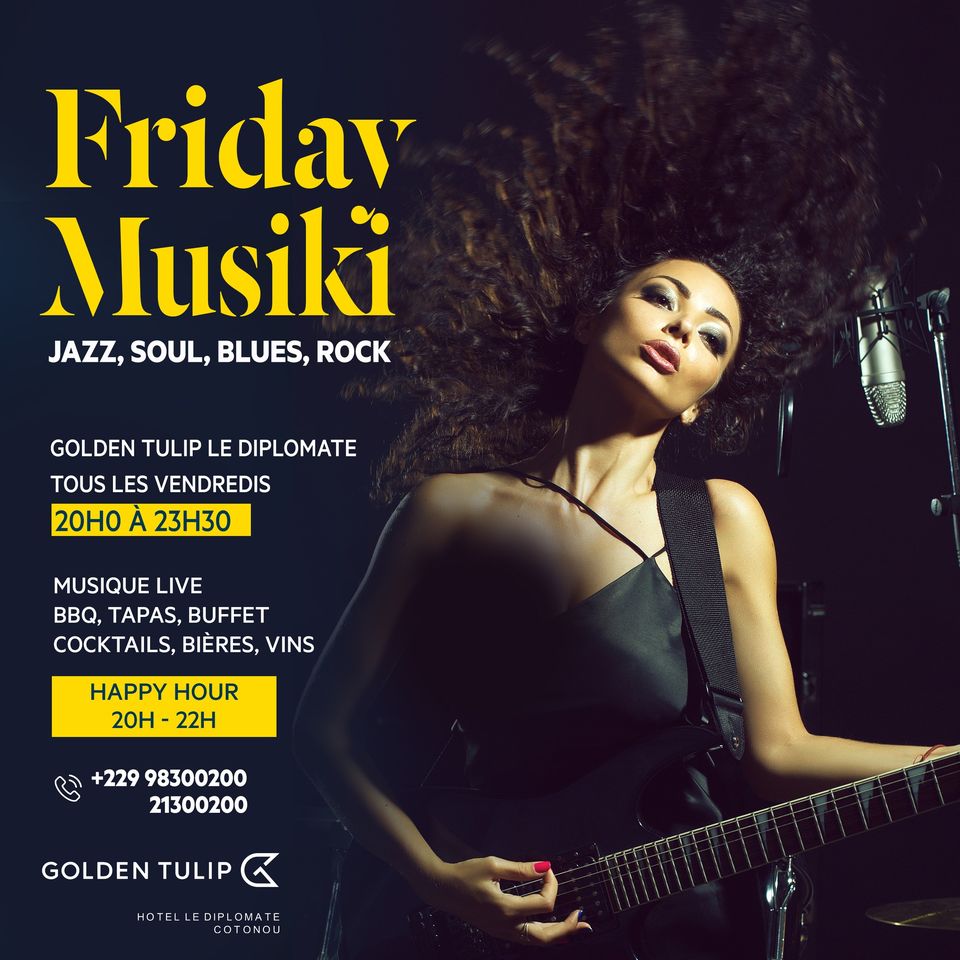 Friday
Musiki
JAZZ, SOUL, BLUES, ROCK
GOLDEN TULIP LE DIPLOMATE
TOUS LES VENDREDIS
20H0 À 23H30
MUSIQUE LIVE
BBQ, TAPAS, BUFFET
COCKTAILS, BIÈRES, VINS
HAPPY HOUR
20H - 22H
+229 98300200
21300200
GOLDEN TULIP
HOTEL LE DIPLOMATE
COTONOU